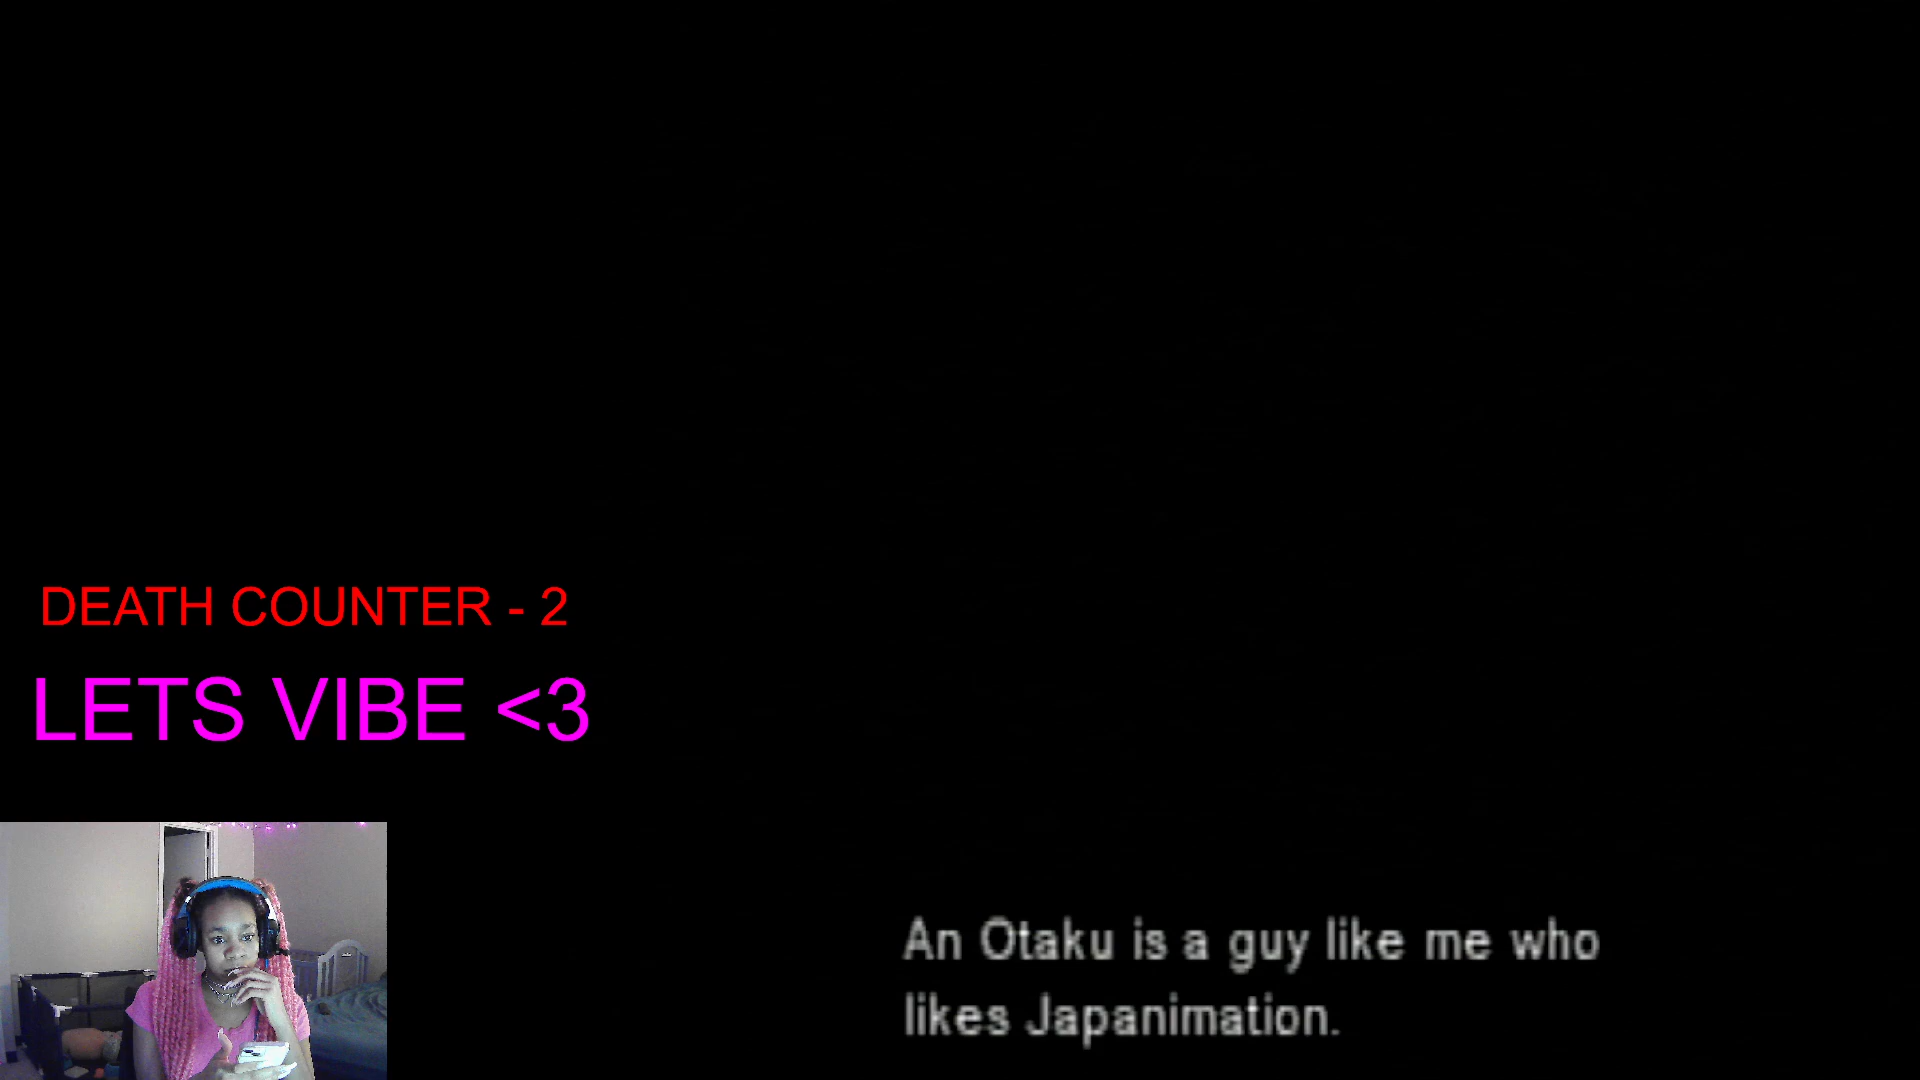 DEATH COUNTER - 2
LETS VIBE <3
An Otaku is a guy like me who
likes Japanimation.